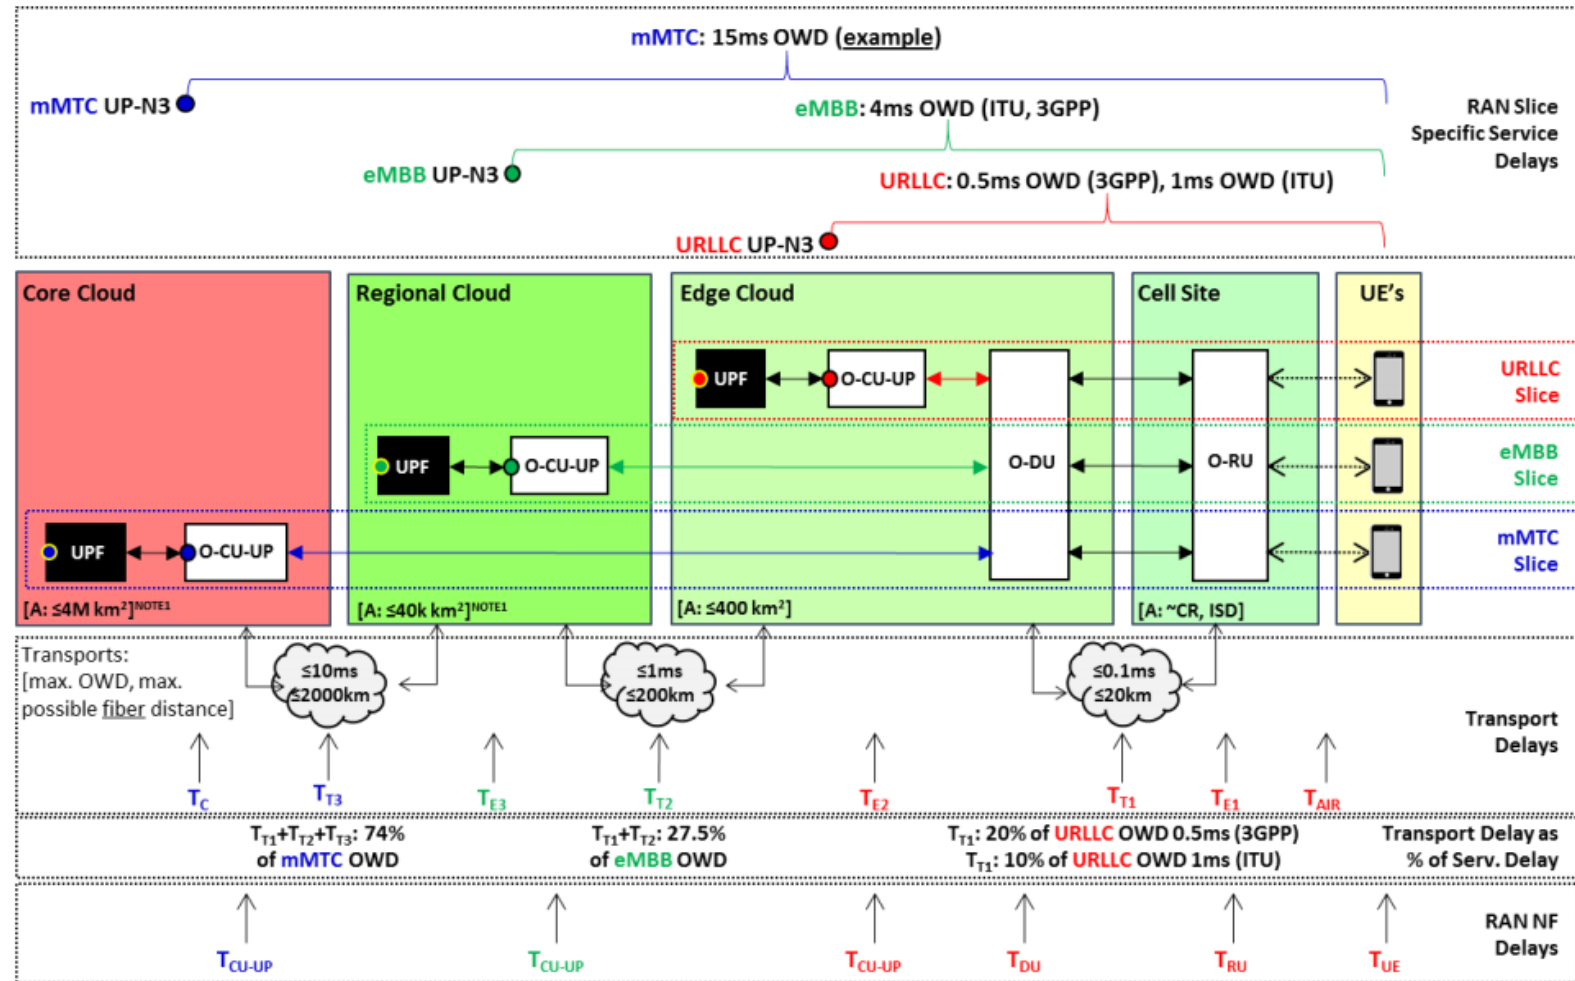 mMTC: 15ms OWD (example)
mMTC UP-N3
eMBB: 4ms OWD (ITU, 3GPP)
RAN Slice
Specific Service
Delays
eMBB UP-N3
URLLC: 0.5ms OWD (3GPP), 1ms OWD (ITU)
URLLC UP-N3
Core Cloud
Regional Cloud
Edge Cloud
Cell Site
UE's
UPF
O-CU-UP
URLLC
Slice
UPF
O-CU-UP
O-DU
O-RU
eMBB
Slice
UPF
O-CU-UP
mMTC
Slice
[A: ≤4M km²]NOTE1
[A: ≤40k km²]NOTE1
[A: ≤400 km²]
[A: ~CR, ISD]
Transports:
[max. OWD, max.
possible fiber distance]
≤10ms
≤2000km
≤1ms
≤200km
≤0.1ms
≤20km
Transport
Delays
TC
TT3
TE3
TT2
TE2
TT1
TE1
TAIR
TT1+TT2+TT3: 74%
of mMTC OWD
TT1+TT2: 27.5%
of eMBB OWD
TT1: 20% of URLLC OWD 0.5ms (3GPP)
TT1: 10% of URLLC OWD 1ms (ITU)
Transport Delay as
% of Serv. Delay
RAN NF
Delays
TCU-UP
TCU-UP
TCU-UP
TDU
TRU
TUE